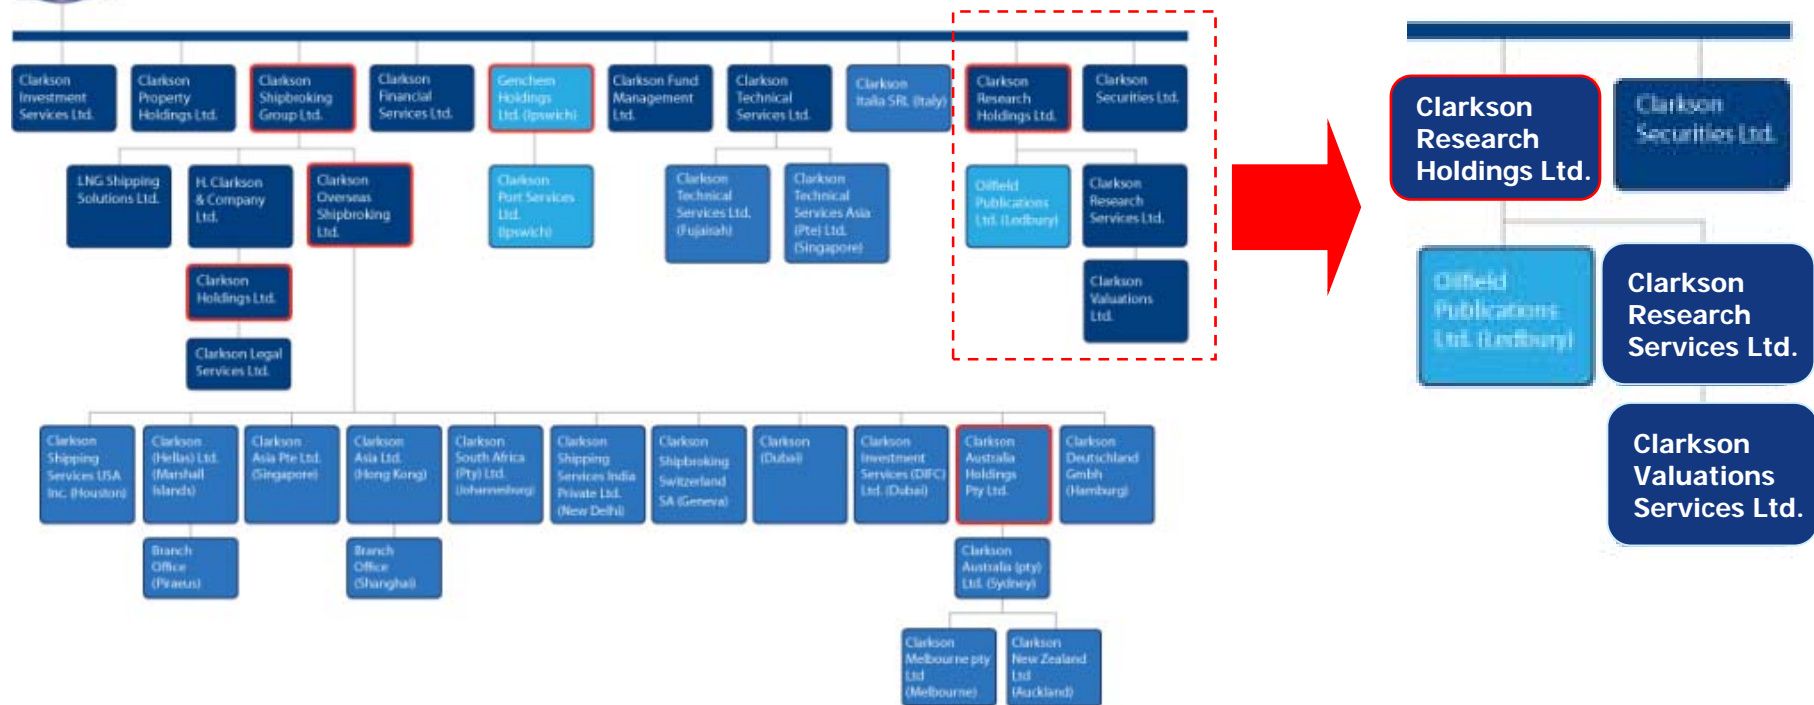 Clarkson
Investment
Services Ltd.
Clarkson
Property
Holdings Ltd.
Clarkson
Shipbroking
Group Ltd.
Clarkson
Financial
Services Ltd.
Genchem
Holdings
Ltd. (Ipswich)
Clarkson Fund
Management
Ltd.
Clarkson
Technical
Services Ltd.
Clarkson
Italia SRL (Italy)
Clarkson
Research
Holdings Ltd.
Clarkson
Securities Ltd.
LNG Shipping
Solutions Ltd.
H. Clarkson
& Company
Ltd.
Clarkson
Overseas
Shipbroking
Ltd.
Clarkson
Port Services
Ltd.
(Ipswich)
Clarkson
Technical
Services Ltd.
(Fujairah)
Clarkson
Technical
Services Asia
(Pte) Ltd.
(Singapore)
Oilfield
Publications
Ltd. (Ledbury)
Clarkson
Research
Services Ltd.
Clarkson
Holdings Ltd.
Clarkson
Valuations
Ltd.
Clarkson Legal
Services Ltd.
Clarkson
Shipping
Services USA
Inc. (Houston)
Clarkson
(Hellas) Ltd.
(Marshall
Islands)
Clarkson
Asia Pte Ltd.
(Singapore)
Clarkson
Asia Ltd.
(Hong Kong)
Clarkson
South Africa
(Pty) Ltd.
(Johannesburg)
Clarkson
Shipping
Services India
Private Ltd.
(New Delhi)
Clarkson
Shipbroking
Switzerland
SA (Geneva)
Clarkson
(Dubai)
Clarkson
Investment
Services (DIFC)
Ltd. (Dubai)
Clarkson
Australia
Holdings
Pty Ltd.
Clarkson
Deutschland
Gmbh
(Hamburg)
Branch
Office
(Piraeus)
Branch
Office
(Shanghai)
Clarkson
Australia (pty)
Ltd. (Sydney)
Clarkson
Melbourne pty
Ltd
(Melbourne)
Clarkson
New Zealand
Ltd
(Auckland)
Clarkson
Research
Holdings Ltd.
Clarkson
Securities Ltd.
Oilfield
Publications
Ltd. (Ledbury)
Clarkson
Research
Services Ltd.
Clarkson
Valuations
Services Ltd.